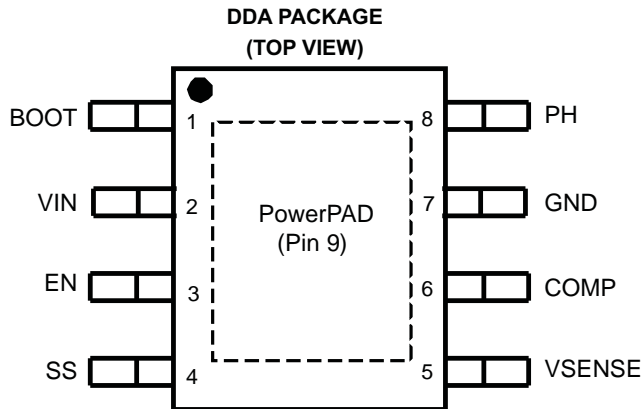 DDA PACKAGE
(TOP VIEW)
BOOT 1 8 PH
VIN 2 7 GND
PowerPAD
(Pin 9)
EN 3 6 COMP
SS 4 5 VSENSE